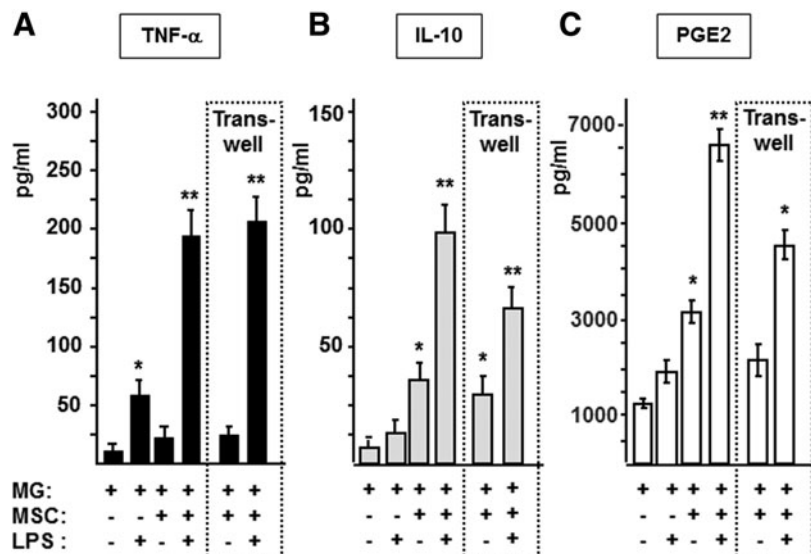 A
TNF-α
B
IL-10
C
PGE2
pg/ml
300
250
200
150
100
50
*
**
Trans-
well
**
pg/ml
150
100
50
*
**
Trans-
well
*
**
pg/ml
7000
5000
3000
1000
*
**
Trans-
well
*
MG: + + + + + + + + + + + + + + + + + +
MSC: - - + + + + - - + + + + - - + + + +
LPS : - + - + - + - + - + - + - + - + - +